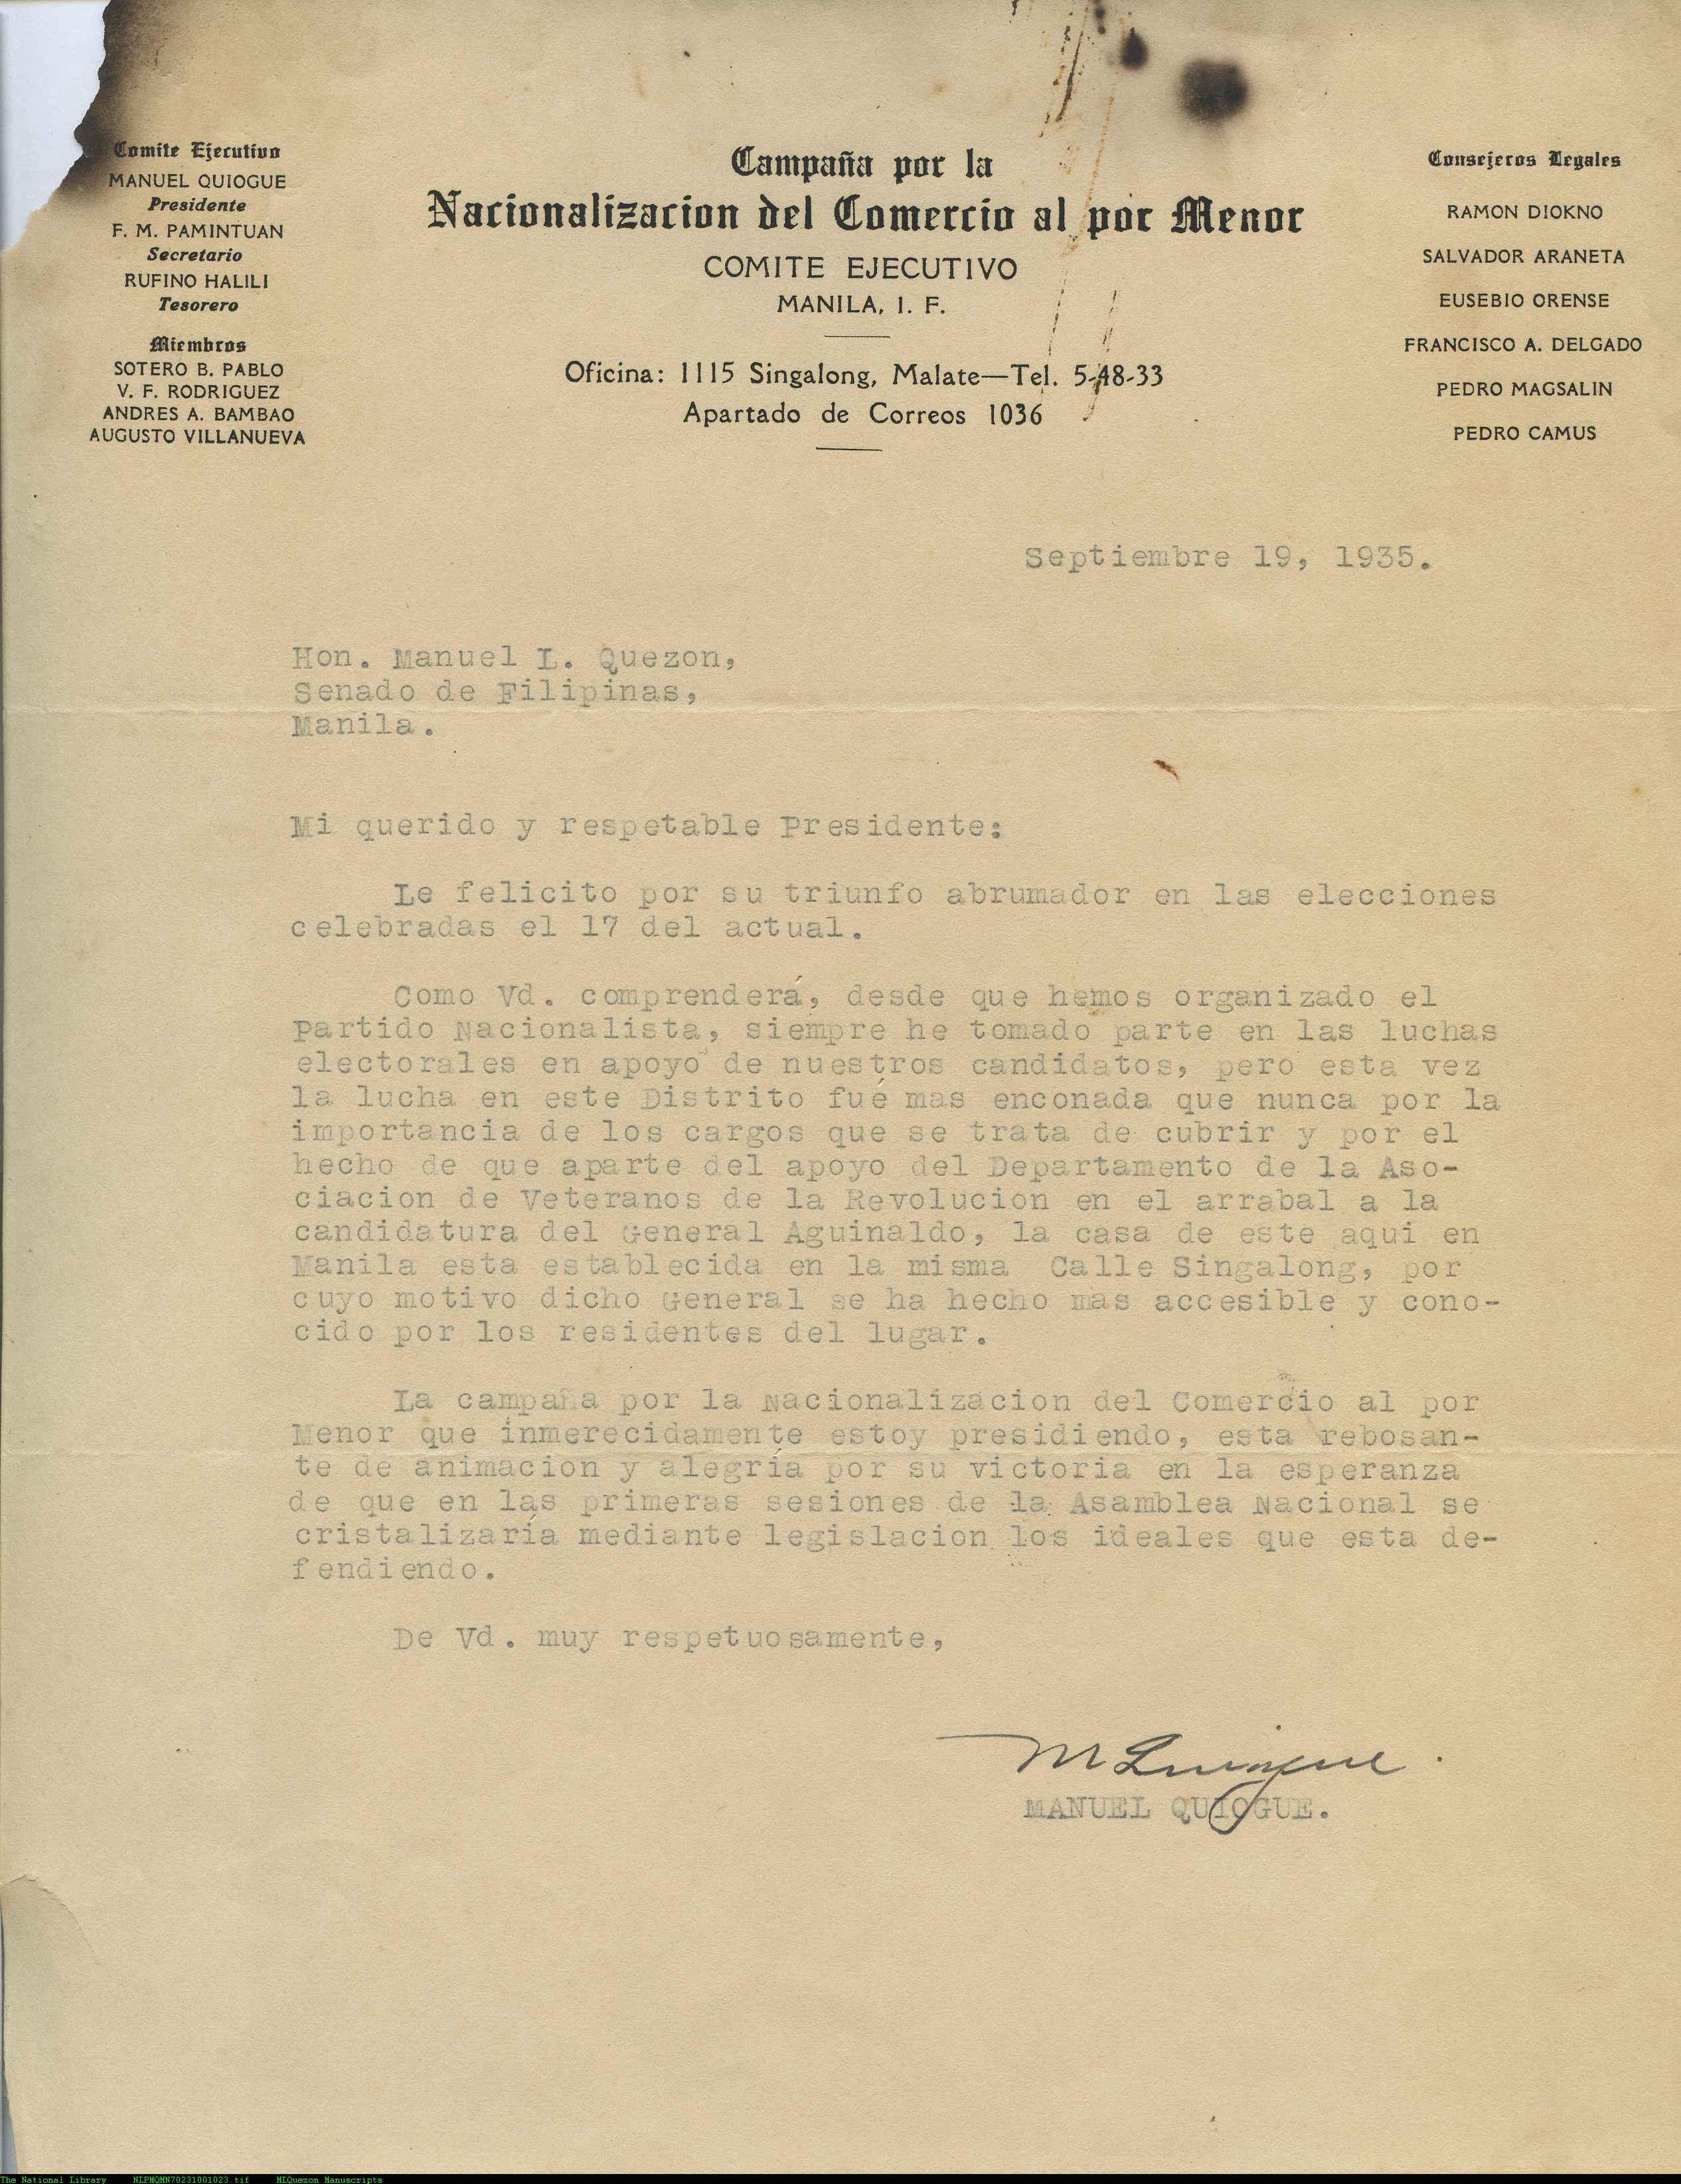 Comite Ejecutivo
MANUEL QUIOGUE
Presidente
F. M. PAMINTUAN
Secretario
RUFINO HALILI
Tesorero
Miembros
SOTERO B. PABLO
V. F. RODRIGUEZ
ANDRES A. BAMBAO
AUGUSTO VILLANUEVA
Campaña por la
Nacionalizacion del Comercio al por Menor
COMITE EJECUTIVO
MANILA, I. F.
Oficina: 1115 Singalong, Malate—Tel. 5-48-33
Apartado de Correos 1036
Consejeros Legales
RAMON DIOKNO
SALVADOR ARANETA
EUSEBIO ORENSE
FRANCISCO A. DELGADO
PEDRO MAGSALIN
PEDRO CAMUS
Septiembre 19, 1935.
Hon. Manuel L. Quezon,
Senado de Filipinas,
Manila.
Mi querido y respetable Presidente:
Le felicito por su triunfo abrumador en las elecciones
celebradas el 17 del actual.
Como Vd. comprenderá, desde que hemos organizado el
Partido Nacionalista, siempre he tomado parte en las luchas
electorales en apoyo de nuestros candidatos, pero esta vez
la lucha en este Distrito fué mas enconada que nunca por la
importancia de los cargos que se trata de cubrir y por el
hecho de que aparte del apoyo del Departamento de la Aso-
ciacion de Veteranos de la Revolucion en el arrabal a la
candidatura del General Aguinaldo, la casa de este aqui en
Manila esta establecida en la misma Calle Singalong, por
cuyo motivo dicho General se ha hecho mas accesible y cono-
cido por los residentes del lugar.
La campaña por la Nacionalizacion del Comercio al por
Menor que inmerecidamente estoy presidiendo, esta rebosan-
te de animacion y alegría por su victoria en la esperanza
de que en las primeras sesiones de la Asamblea Nacional se
cristalizaría mediante legislacion los ideales que esta de-
fendiendo.
De Vd. muy respetuosamente,
M Quiogue.
MANUEL QUIOGUE.
The National Library NLPMQMN70231001023.tif MLQuezon Manuscripts